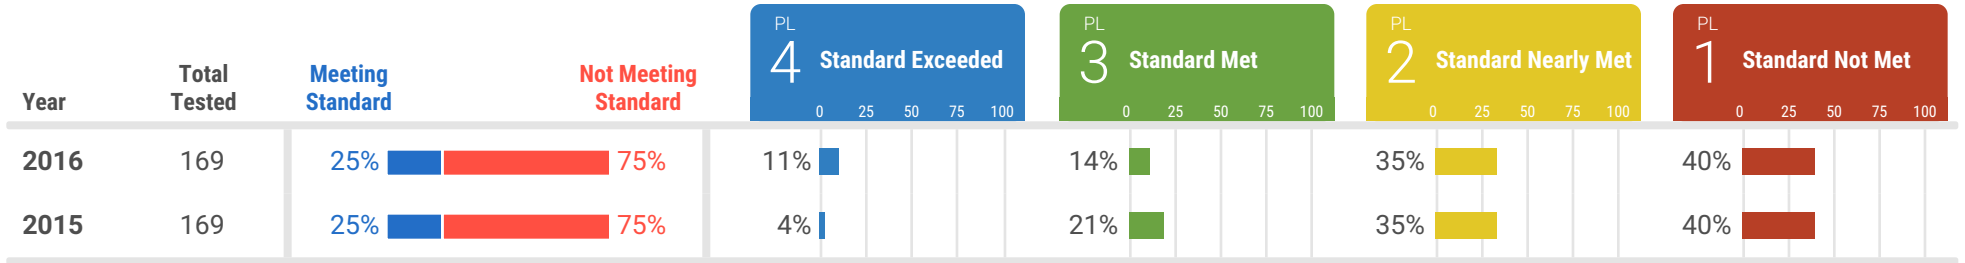 PL PL PL PL
4 Standard Exceeded 3 Standard Met 2 Standard Nearly Met 1 Standard Not Met
Total Meeting Not Meeting
Year Tested Standard Standard
0 25 50 75 100 0 25 50 75 100 0 25 50 75 100 0 25 50 75 100
2016 169 25% 75% 11% 14% 35% 40%
2015 169 25% 75% 4% 21% 35% 40%